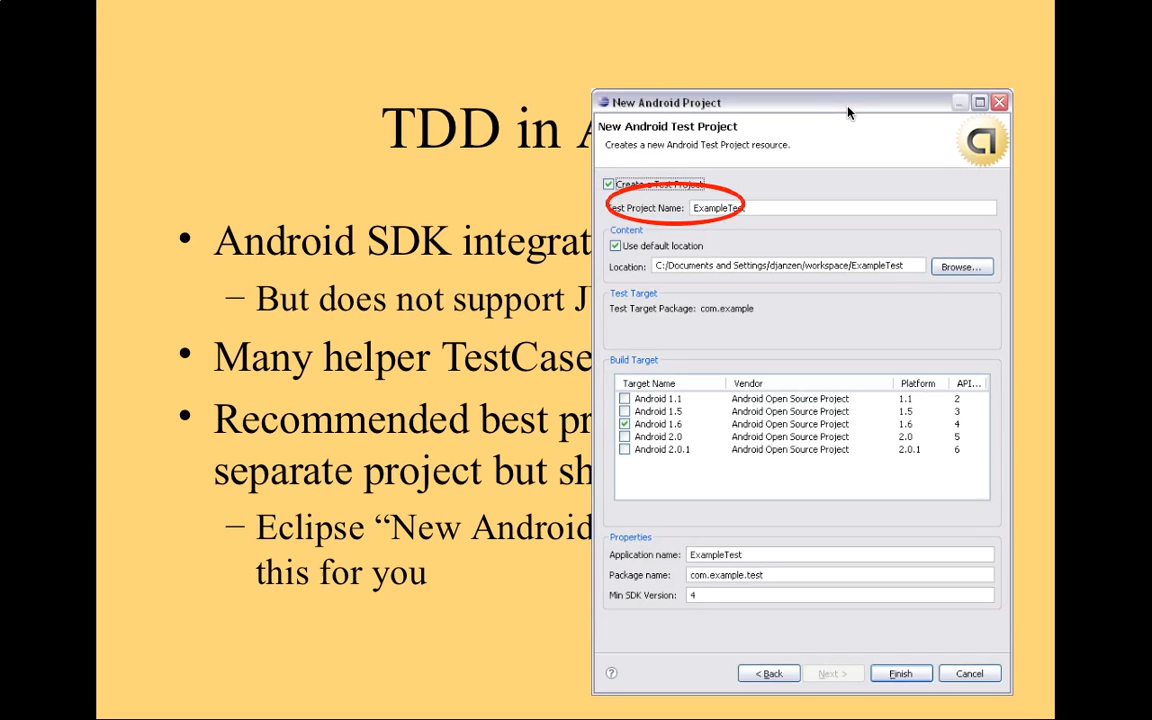 TDD in A
Android SDK integrat
– But does not support J
Many helper TestCase
Recommended best pr
separate project but sh
– Eclipse “New Android
this for you
New Android Project
New Android Test Project
Creates a new Android Test Project resource.
Create a Test Project
Test Project Name: ExampleTest
Content
Use default location
Location: C:/Documents and Settings/djanzen/workspace/ExampleTest Browse...
Test Target
Test Target Package: com.example
Build Target
Target Name Vendor Platform API...
Android 1.1 Android Open Source Project 1.1 2
Android 1.5 Android Open Source Project 1.5 3
Android 1.6 Android Open Source Project 1.6 4
Android 2.0 Android Open Source Project 2.0 5
Android 2.0.1 Android Open Source Project 2.0.1 6
Properties
Application name: ExampleTest
Package name: com.example.test
Min SDK Version: 4
? < Back Next > Finish Cancel